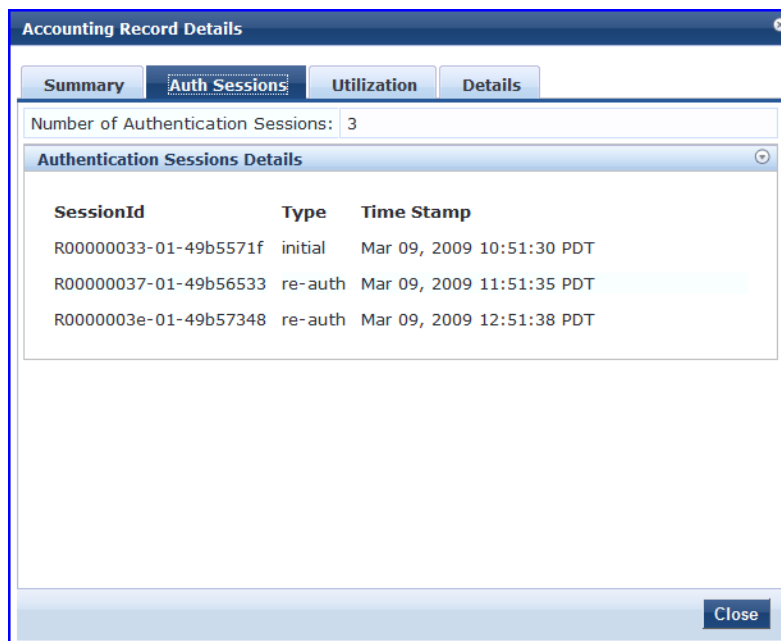 Accounting Record Details
Summary Auth Sessions Utilization Details
Number of Authentication Sessions: 3
Authentication Sessions Details
SessionId Type Time Stamp
R00000033-01-49b5571f initial Mar 09, 2009 10:51:30 PDT
R00000037-01-49b56533 re-auth Mar 09, 2009 11:51:35 PDT
R0000003e-01-49b57348 re-auth Mar 09, 2009 12:51:38 PDT
Close